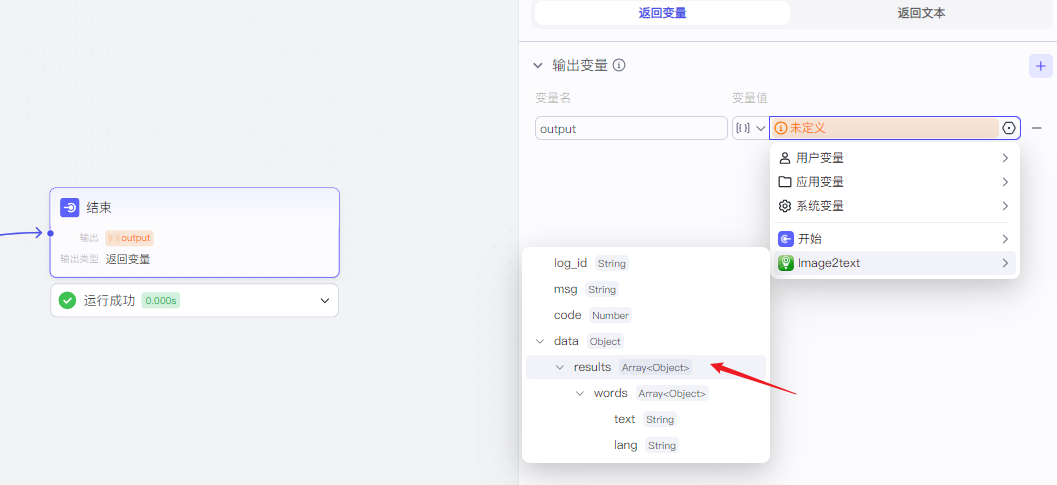 返回变量
返回文本
输出变量
变量名
变量值
output
未定义
用户变量
应用变量
系统变量
开始
Image2text
结束
输出 output
输出类型 返回变量
运行成功 0.000s
log_id String
msg String
code Number
data Object
results Array<Object>
words Array<Object>
text String
lang String